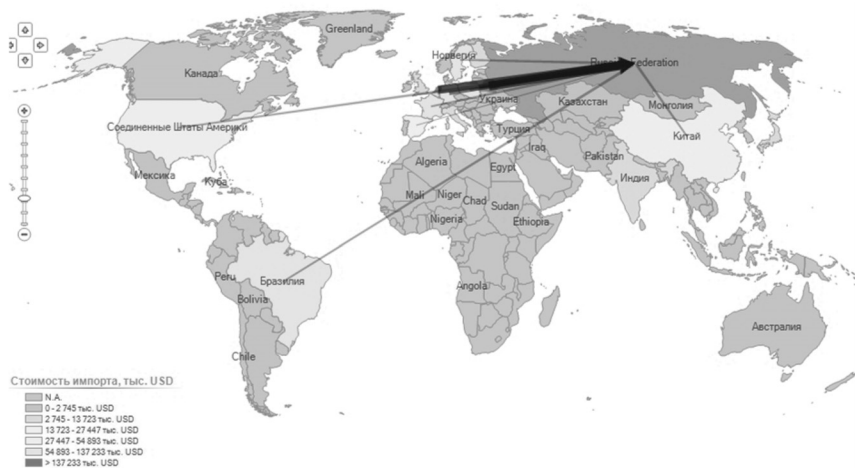 Greenland
Норвегия
Канада
Russian Federation
Украина
Казахстан
Монголия
Соединенные Штаты Америки
Турция
Китай
Iraq
Pakistan
Мексика
Куба
Algeria
Egypt
Индия
Mali
Niger
Chad
Sudan
Nigeria
Ethiopia
Peru
Бразилия
Bolivia
Angola
Австралия
Chile
Стоимость импорта, тыс. USD
N.A.
0 - 2 745 тыс. USD
2 745 - 13 723 тыс. USD
13 723 - 27 447 тыс. USD
27 447 - 54 893 тыс. USD
54 893 - 137 233 тыс. USD
> 137 233 тыс. USD